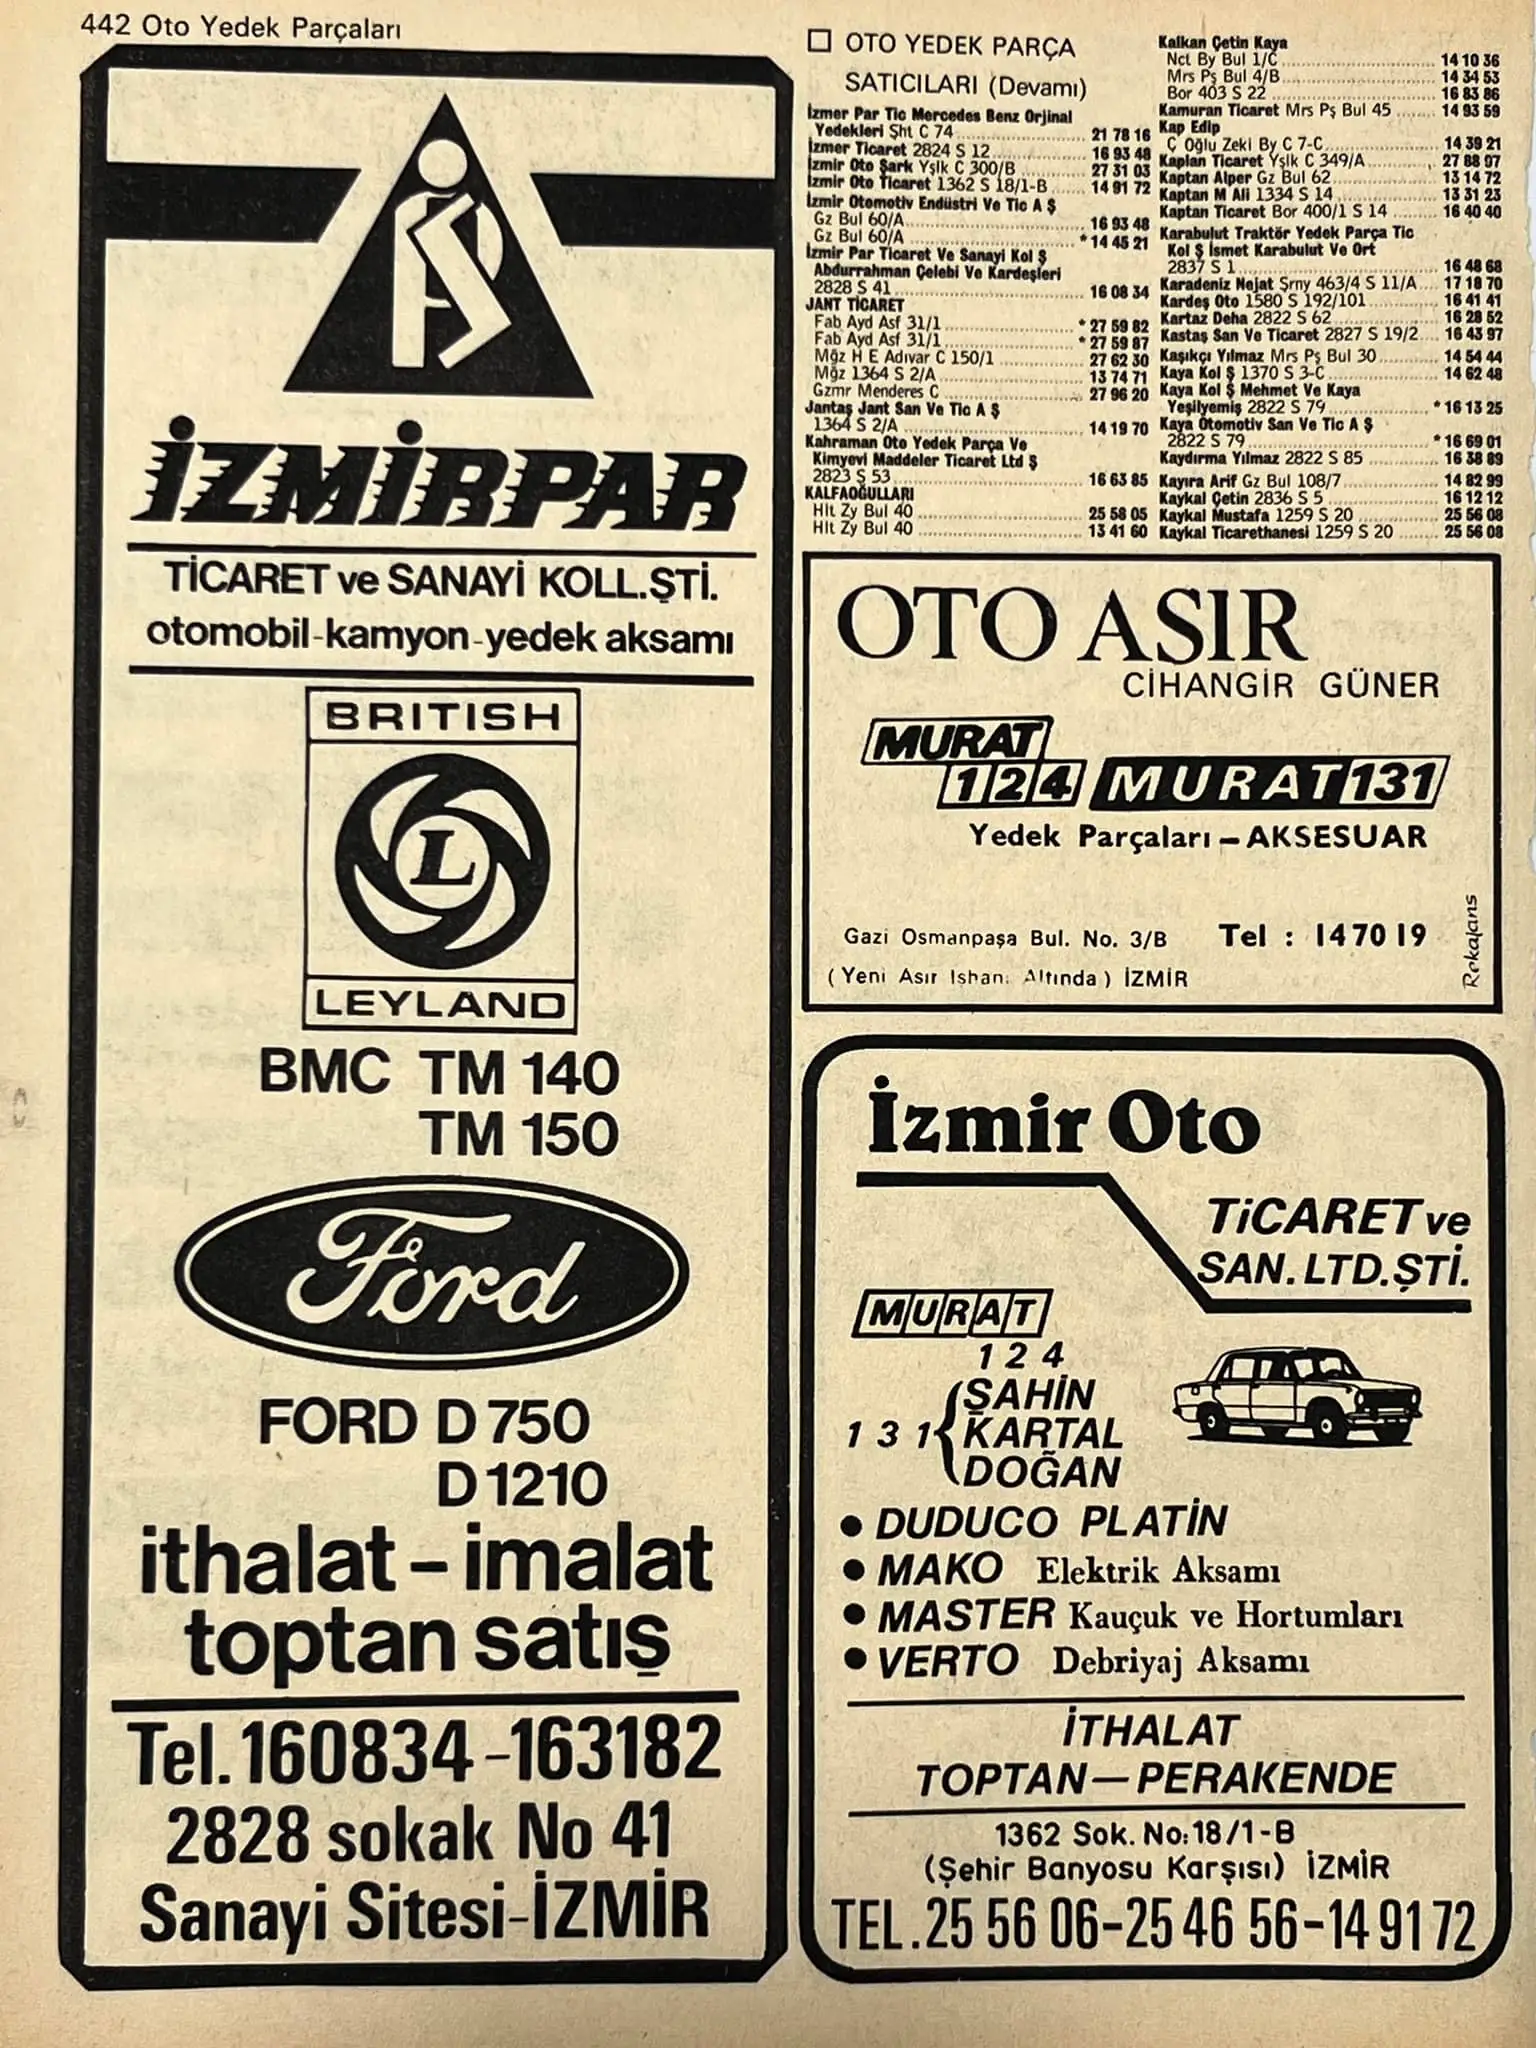 442 Oto Yedek Parçaları
İZMİRPAR
TİCARET ve SANAYİ KOLL.ŞTİ.
otomobil-kamyon-yedek aksamı
BRITISH
L
LEYLAND
BMC TM 140
TM 150
Ford
FORD D 750
D 1210
ithalat - imalat
toptan satış
Tel.160834-163182
2828 sokak No 41
Sanayi Sitesi-İZMİR
OTO YEDEK PARÇA
SATICILARI (Devamı)
İzmer Par Tic Mercedes Benz Orjinal
Yedekleri Şht C 74 21 78 16
İzmer Ticaret 2824 S 12 16 93 48
İzmir Oto Şark Yşlk C 300/B 27 31 03
İzmir Oto Ticaret 1362 S 18/1-B 14 91 72
İzmir Otomotiv Endüstri Ve Tic A Ş
Gz Bul 60/A 16 93 48
Gz Bul 60/A *14 45 21
İzmir Par Ticaret Ve Sanayi Kol Ş
Abdurrahman Çelebi Ve Kardeşleri
2828 S 41 16 08 34
JANT TİCARET
Fab Ayd Asf 31/1 *27 59 82
Fab Ayd Asf 31/1 *27 59 87
Mğz H E Adıvar C 150/1 27 62 30
Mğz 1364 S 2/A 13 74 71
Gzmr Menderes C 27 96 20
Jantaş Jant San Ve Tic A Ş
1364 S 2/A 14 19 70
Kahraman Oto Yedek Parça Ve
Kimyevi Maddeler Ticaret Ltd Ş
2823 S 53 16 63 85
KALFAOĞULLARI
Hlt Zy Bul 40 25 58 05
Hlt Zy Bul 40 13 41 60
Kalkan Çetin Kaya
Nct By Bul 1/C 14 10 36
Mrs Pş Bul 4/B 14 34 53
Bor 403 S 22 16 83 86
Kamuran Ticaret Mrs Pş Bul 45 14 93 59
Kap Edip
Ç Oğlu Zeki By C 7-C 14 39 21
Kaplan Ticaret Yşlk C 349/A 27 88 97
Kaptan Alper Gz Bul 62 13 14 72
Kaptan M Ali 1334 S 14 13 31 23
Kaptan Ticaret Bor 400/1 S 14 16 40 40
Karabulut Traktör Yedek Parça Tic
Kol Ş İsmet Karabulut Ve Ort
2837 S 1 16 48 68
Karadeniz Nejat Şrny 463/4 S 11/A 17 18 70
Kardeş Oto 1580 S 192/101 16 41 41
Kartaz Deha 2822 S 62 16 28 52
Kastaş San Ve Ticaret 2827 S 19/2 16 43 97
Kaşıkçı Yılmaz Mrs Pş Bul 30 14 54 44
Kaya Kol Ş 1370 S 3-C 14 62 48
Kaya Kol Ş Mehmet Ve Kaya
Yeşilyemiş 2822 S 79 *16 13 25
Kaya Otomotiv San Ve Tic A Ş
2822 S 79 *16 69 01
Kaydırma Yılmaz 2822 S 85 16 38 89
Kayıra Arif Gz Bul 108/7 14 82 99
Kaykal Çetin 2836 S 5 16 12 12
Kaykal Mustafa 1259 S 20 25 56 08
Kaykal Ticarethanesi 1259 S 20 25 56 08
OTO ASIR
CİHANGİR GÜNER
MURAT
124 MURAT 131
Yedek Parçaları – AKSESUAR
Gazi Osmanpaşa Bul. No. 3/B Tel : 147019
(Yeni Asır Ishanı Altında) İZMİR
Rekajans
İzmir Oto
TiCARET ve
SAN.LTD.ŞTİ.
MURAT
124
131 ŞAHİN
KARTAL
DOĞAN
• DUDUCO PLATİN
• MAKO Elektrik Aksamı
• MASTER Kauçuk ve Hortumları
• VERTO Debriyaj Aksamı
İTHALAT
TOPTAN—PERAKENDE
1362 Sok. No:18/1-B
(Şehir Banyosu Karşısı) İZMİR
TEL.25 56 06-25 46 56-14 91 72